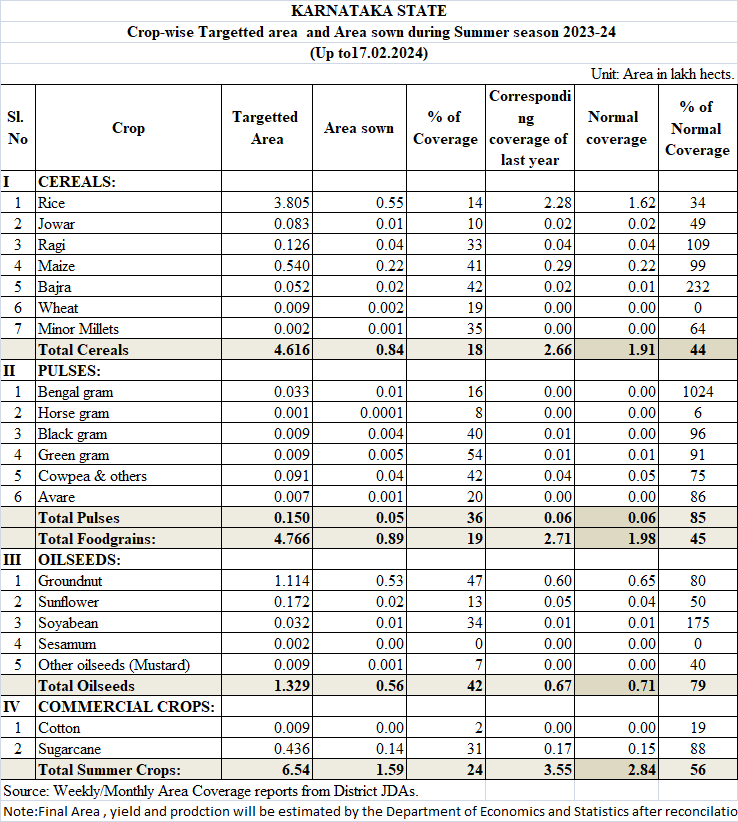 KARNATAKA STATE
Crop-wise Targetted area and Area sown during Summer season 2023-24
(Up to17.02.2024)
Unit: Area in lakh hects.
Sl. No Crop Targetted Area Area sown % of Coverage Correspondi ng coverage of last year Normal coverage % of Normal Coverage
I CEREALS:
1 Rice 3.805 0.55 14 2.28 1.62 34
2 Jowar 0.083 0.01 10 0.02 0.02 49
3 Ragi 0.126 0.04 33 0.04 0.04 109
4 Maize 0.540 0.22 41 0.29 0.22 99
5 Bajra 0.052 0.02 42 0.02 0.01 232
6 Wheat 0.009 0.002 19 0.00 0.00 0
7 Minor Millets 0.002 0.001 35 0.00 0.00 64
Total Cereals 4.616 0.84 18 2.66 1.91 44
II PULSES:
1 Bengal gram 0.033 0.01 16 0.00 0.00 1024
2 Horse gram 0.001 0.0001 8 0.00 0.00 6
3 Black gram 0.009 0.004 40 0.01 0.00 96
4 Green gram 0.009 0.005 54 0.01 0.01 91
5 Cowpea & others 0.091 0.04 42 0.04 0.05 75
6 Avare 0.007 0.001 20 0.00 0.00 86
Total Pulses 0.150 0.05 36 0.06 0.06 85
Total Foodgrains: 4.766 0.89 19 2.71 1.98 45
III OILSEEDS:
1 Groundnut 1.114 0.53 47 0.60 0.65 80
2 Sunflower 0.172 0.02 13 0.05 0.04 50
3 Soyabean 0.032 0.01 34 0.01 0.01 175
4 Sesamum 0.002 0.00 0 0.00 0.00 0
5 Other oilseeds (Mustard) 0.009 0.001 7 0.00 0.00 40
Total Oilseeds 1.329 0.56 42 0.67 0.71 79
IV COMMERCIAL CROPS:
1 Cotton 0.009 0.00 2 0.00 0.00 19
2 Sugarcane 0.436 0.14 31 0.17 0.15 88
Total Summer Crops: 6.54 1.59 24 3.55 2.84 56
Source: Weekly/Monthly Area Coverage reports from District JDAs.
Note:Final Area , yield and prodction will be estimated by the Department of Economics and Statistics after reconcilatio